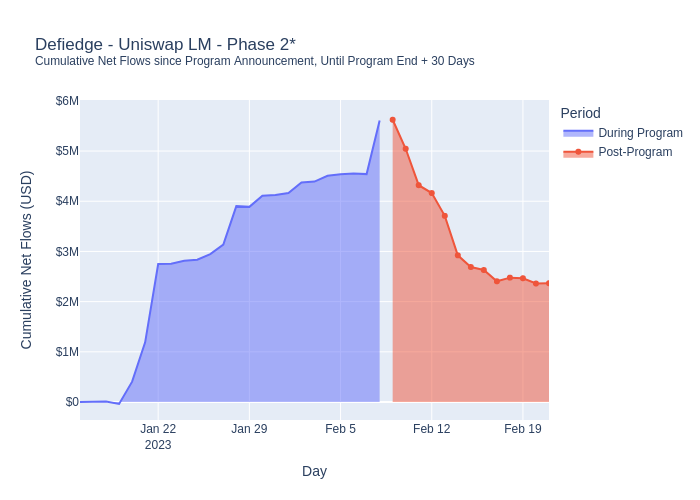 Defiedge - Uniswap LM - Phase 2*
Cumulative Net Flows since Program Announcement, Until Program End + 30 Days
$6M
$5M
$4M
$3M
$2M
$1M
$0
Cumulative Net Flows (USD)
Jan 22
2023
Jan 29
Feb 5
Feb 12
Feb 19
Day
Period
During Program
Post-Program